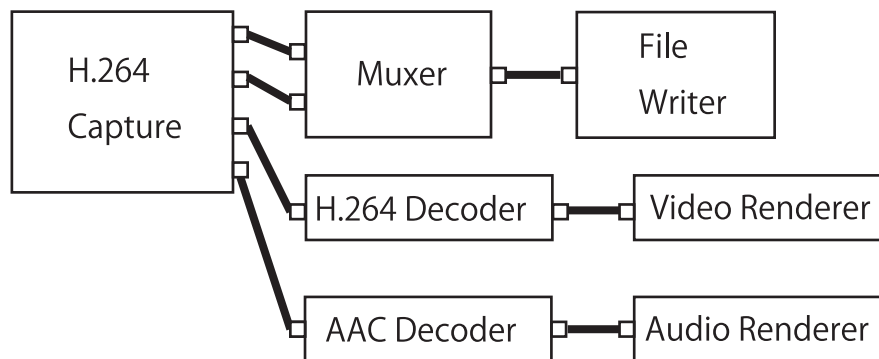 H.264
Capture
Muxer
File
Writer
H.264 Decoder
Video Renderer
AAC Decoder
Audio Renderer